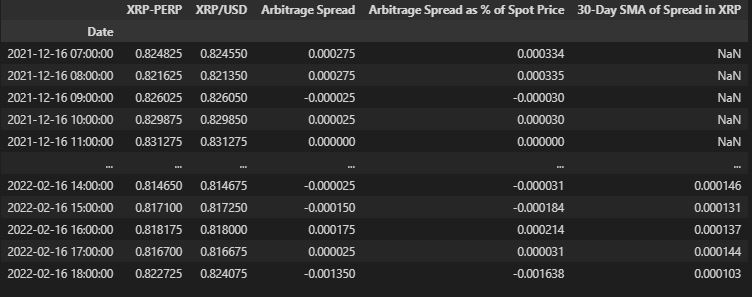 XRP-PERP XRP/USD Arbitrage Spread Arbitrage Spread as % of Spot Price 30-Day SMA of Spread in XRP
Date
2021-12-16 07:00:00 0.824825 0.824550 0.000275 0.000334 NaN
2021-12-16 08:00:00 0.821625 0.821350 0.000275 0.000335 NaN
2021-12-16 09:00:00 0.826025 0.826050 -0.000025 -0.000030 NaN
2021-12-16 10:00:00 0.829875 0.829850 0.000025 0.000030 NaN
2021-12-16 11:00:00 0.831275 0.831275 0.000000 0.000000 NaN
... ... ... ... ... ...
2022-02-16 14:00:00 0.814650 0.814675 -0.000025 -0.000031 0.000146
2022-02-16 15:00:00 0.817100 0.817250 -0.000150 -0.000184 0.000131
2022-02-16 16:00:00 0.818175 0.818000 0.000175 0.000214 0.000137
2022-02-16 17:00:00 0.816700 0.816675 0.000025 0.000031 0.000144
2022-02-16 18:00:00 0.822725 0.824075 -0.001350 -0.001638 0.000103